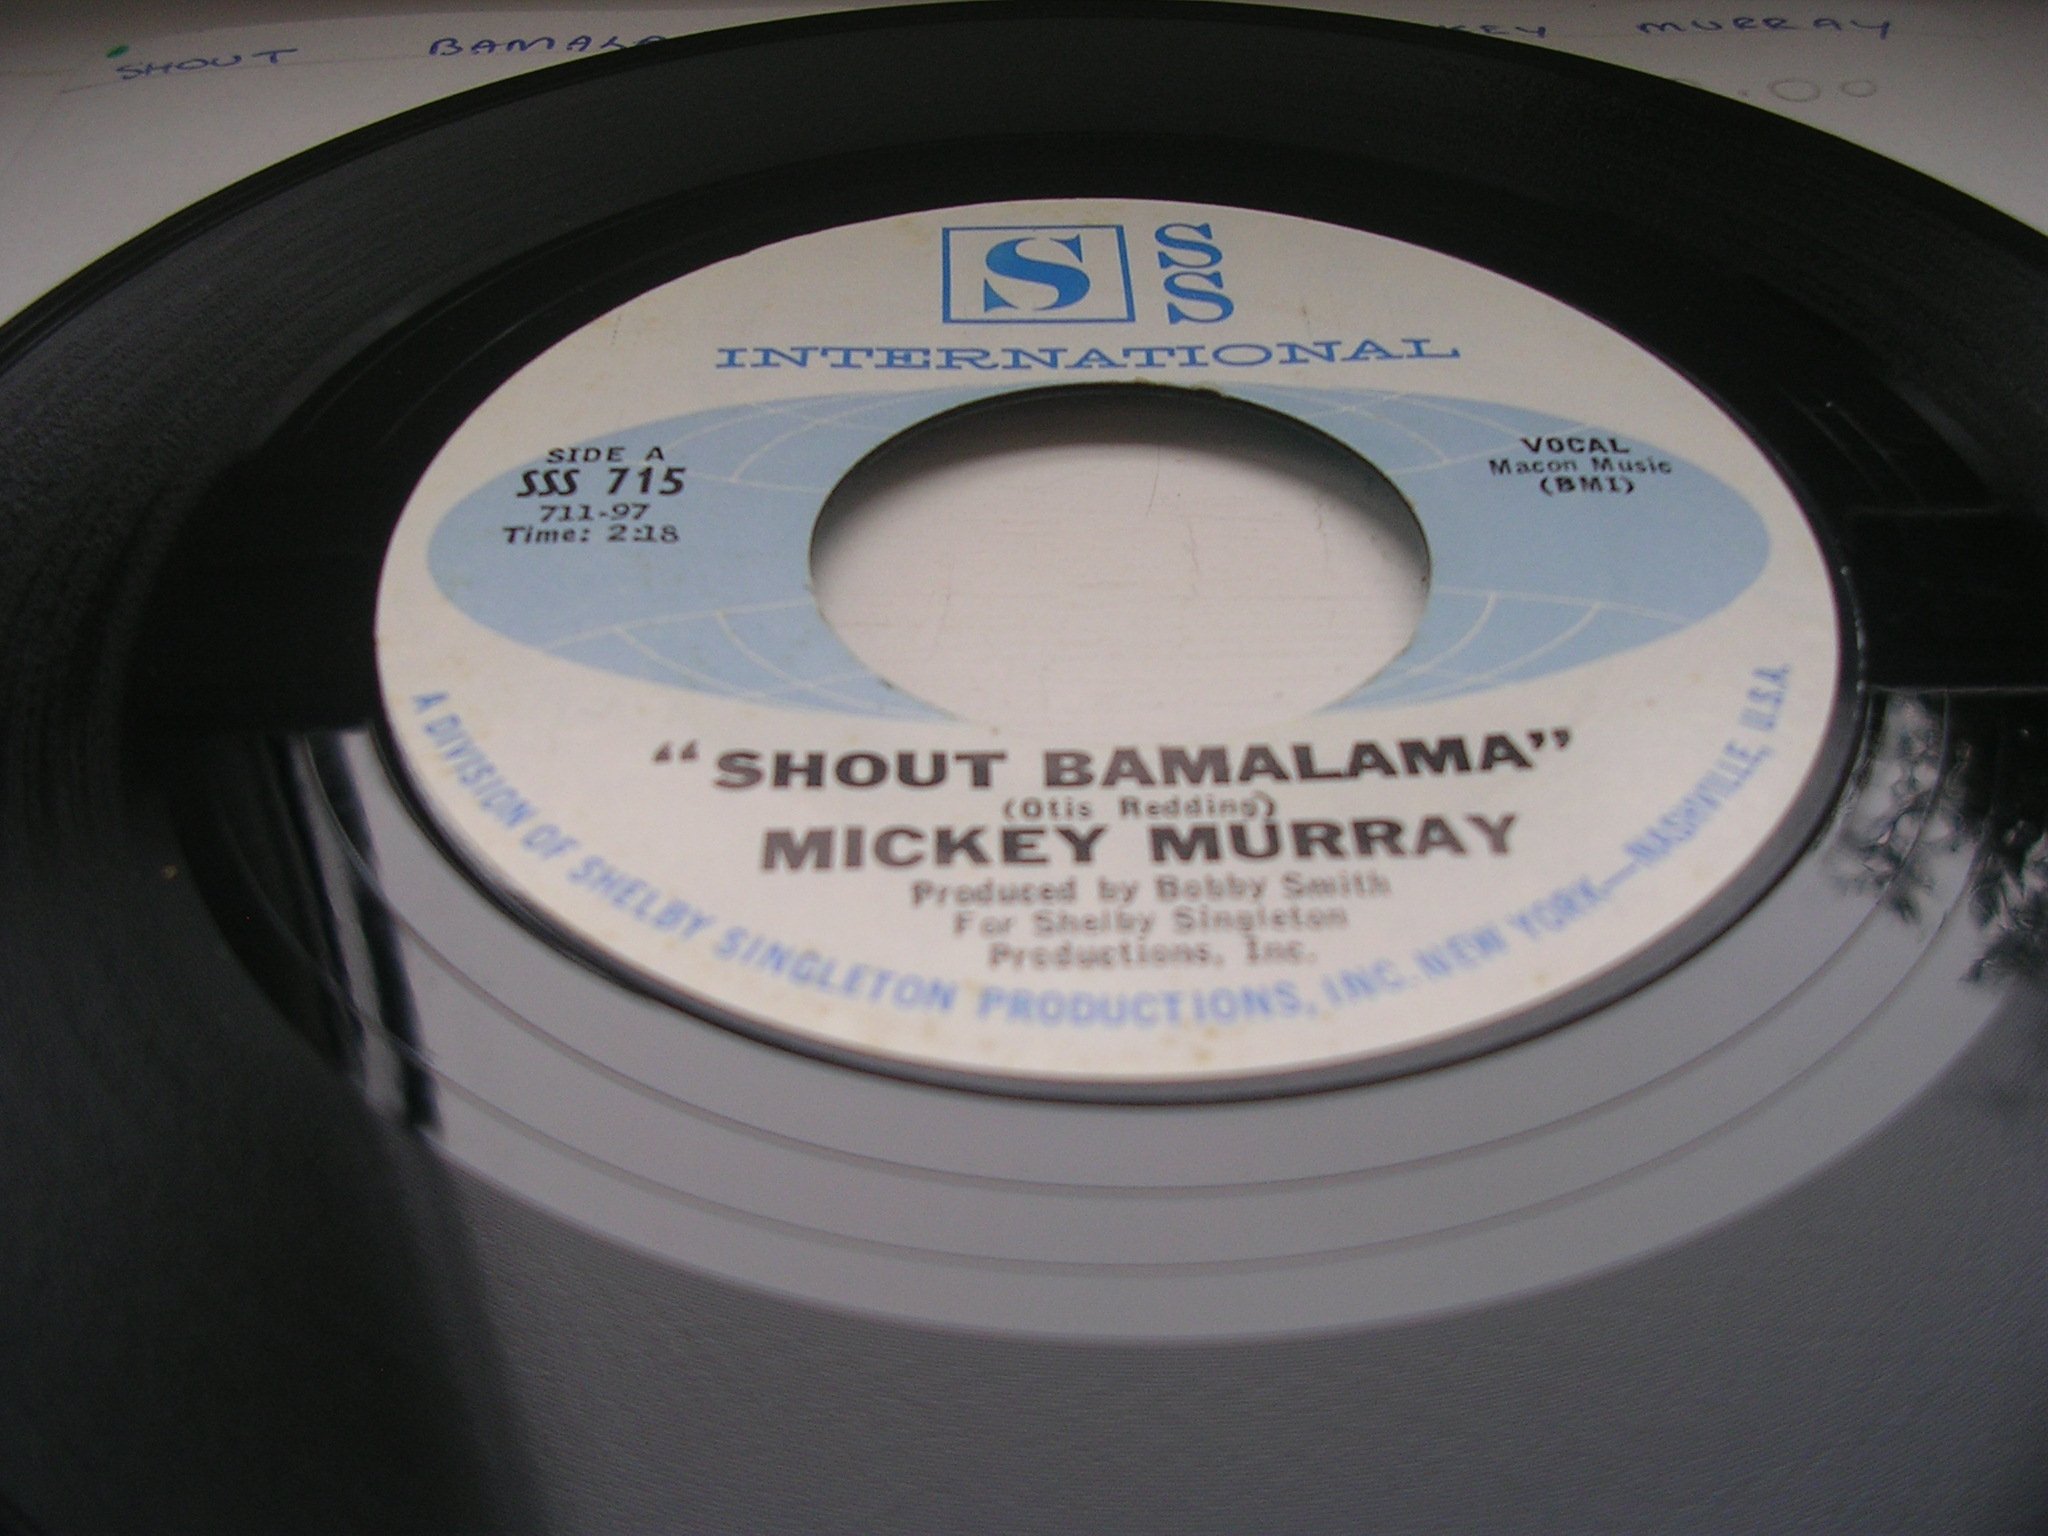 SHOUT BAMALA KEY MURRAY
.00
S S
S
INTERNATIONAL
SIDE A
SSS 715
711-97
Time: 2:18
VOCAL
Macon Music
(BMI)
"SHOUT BAMALAMA"
(Otis Redding)
MICKEY MURRAY
Produced by Bobby Smith
For Shelby Singleton
Productions, Inc.
A DIVISION OF SHELBY SINGLETON PRODUCTIONS, INC. NEW YORK—NASHVILLE, U.S.A.